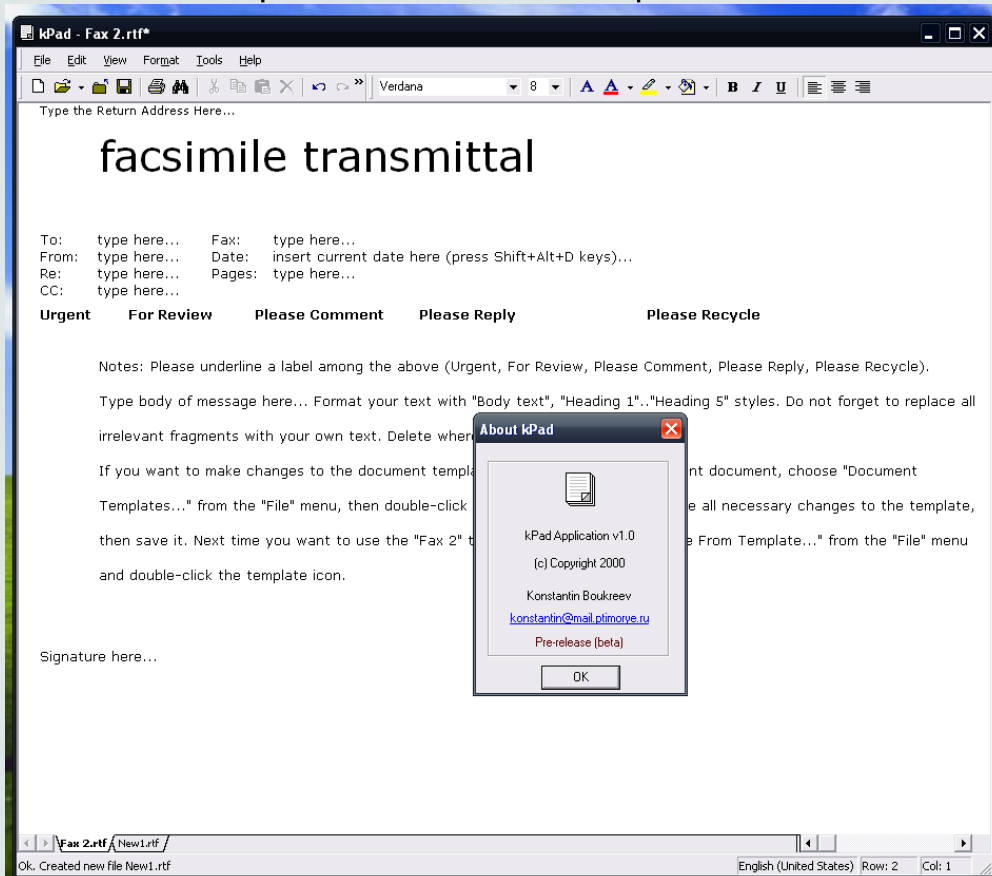 kPad - Fax 2.rtf*
File Edit View Format Tools Help
Verdana 8 A A B I U
Type the Return Address Here...
facsimile transmittal
To: type here... Fax: type here...
From: type here... Date: insert current date here (press Shift+Alt+D keys)...
Re: type here... Pages: type here...
CC: type here...
Urgent For Review Please Comment Please Reply Please Recycle
Notes: Please underline a label among the above (Urgent, For Review, Please Comment, Please Reply, Please Recycle).
Type body of message here... Format your text with "Body text", "Heading 1".."Heading 5" styles. Do not forget to replace all
irrelevant fragments with your own text. Delete wher
If you want to make changes to the document templa nt document, choose "Document
Templates..." from the "File" menu, then double-click e all necessary changes to the template,
then save it. Next time you want to use the "Fax 2" t e From Template..." from the "File" menu
and double-click the template icon.
Signature here...
About kPad
kPad Application v1.0
(c) Copyright 2000
Konstantin Boukreev
konstantin@mail.ptimorye.ru
Pre-release (beta)
OK
Fax 2.rtf New1.rtf
Ok. Created new file New1.rtf English (United States) Row: 2 Col: 1